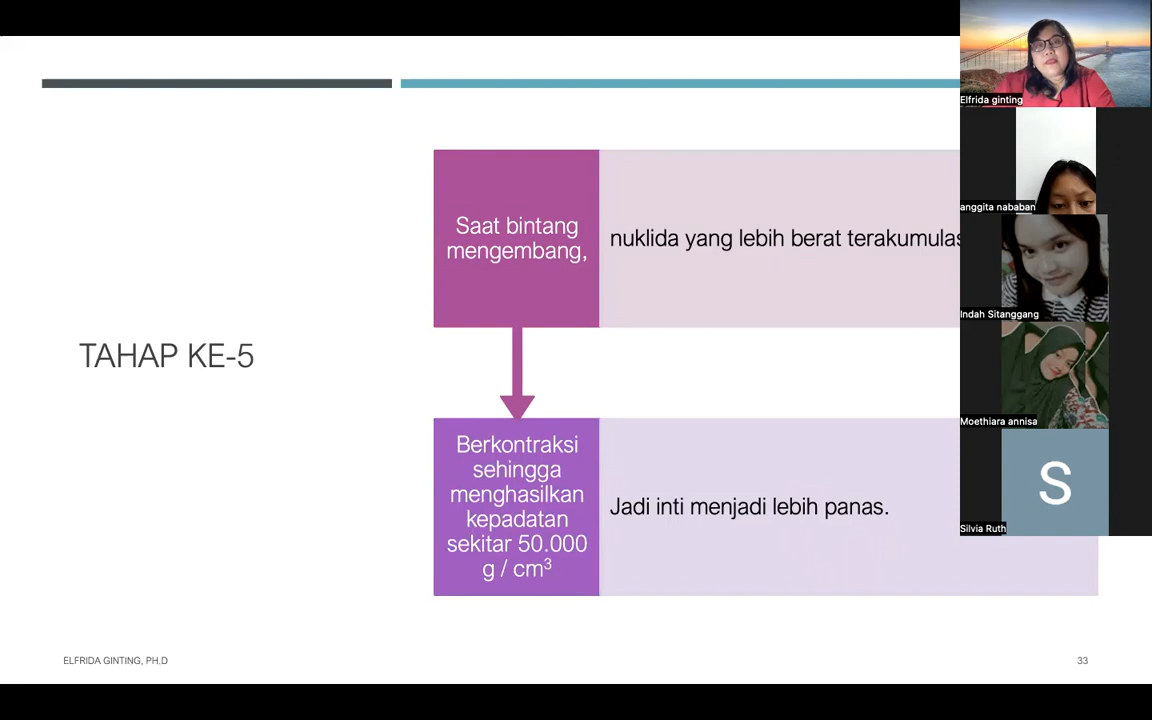 TAHAP KE-5
Saat bintang
mengembang,
nuklida yang lebih berat terakumulas
Berkontraksi
sehingga
menghasilkan
kepadatan
sekitar 50.000
g / cm³
Jadi inti menjadi lebih panas.
ELFRIDA GINTING, PH.D
33
Elfrida ginting
anggita nababan
Indah Sitanggang
Moethiara annisa
S
Silvia Ruth